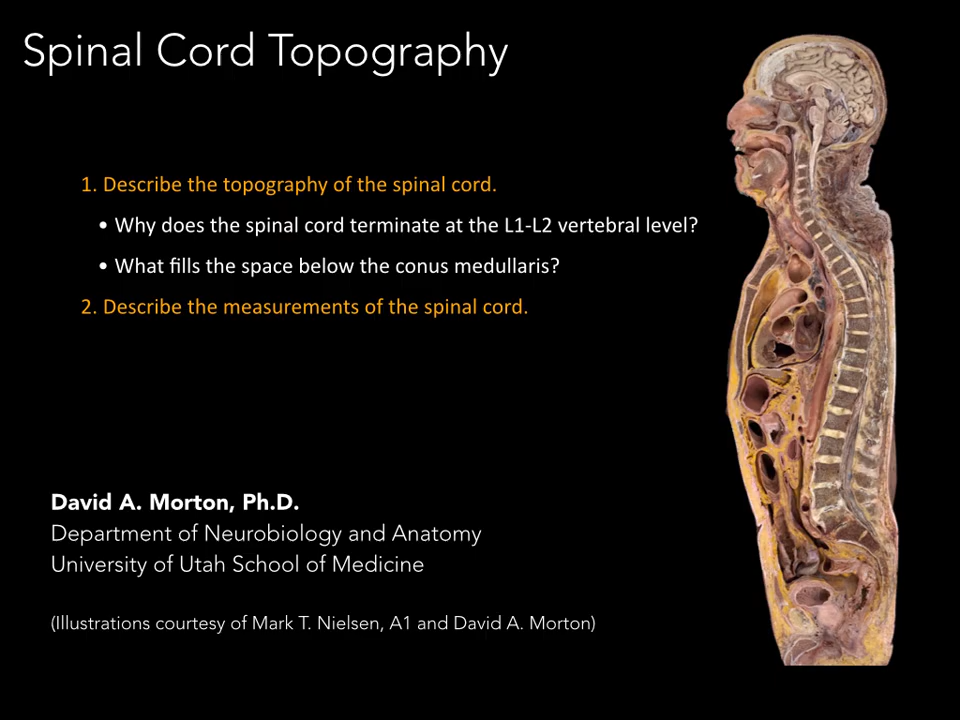 Spinal Cord Topography
1. Describe the topography of the spinal cord.
• Why does the spinal cord terminate at the L1-L2 vertebral level?
• What fills the space below the conus medullaris?
2. Describe the measurements of the spinal cord.
David A. Morton, Ph.D.
Department of Neurobiology and Anatomy
University of Utah School of Medicine
(Illustrations courtesy of Mark T. Nielsen, A1 and David A. Morton)